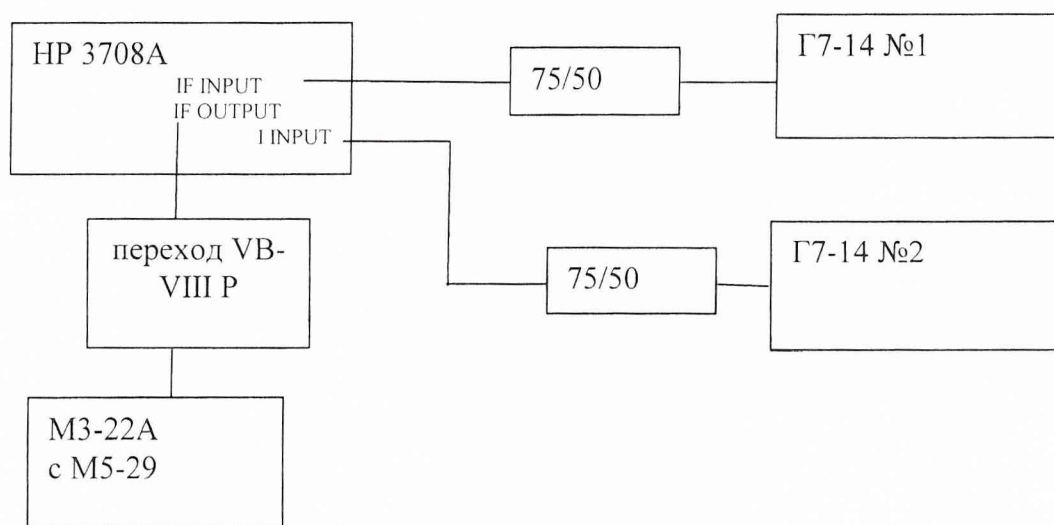 HP 3708A
IF INPUT
IF OUTPUT
I INPUT
75/50
Г7-14 №1
переход VB-
VIII P
75/50
Г7-14 №2
М3-22А
с М5-29